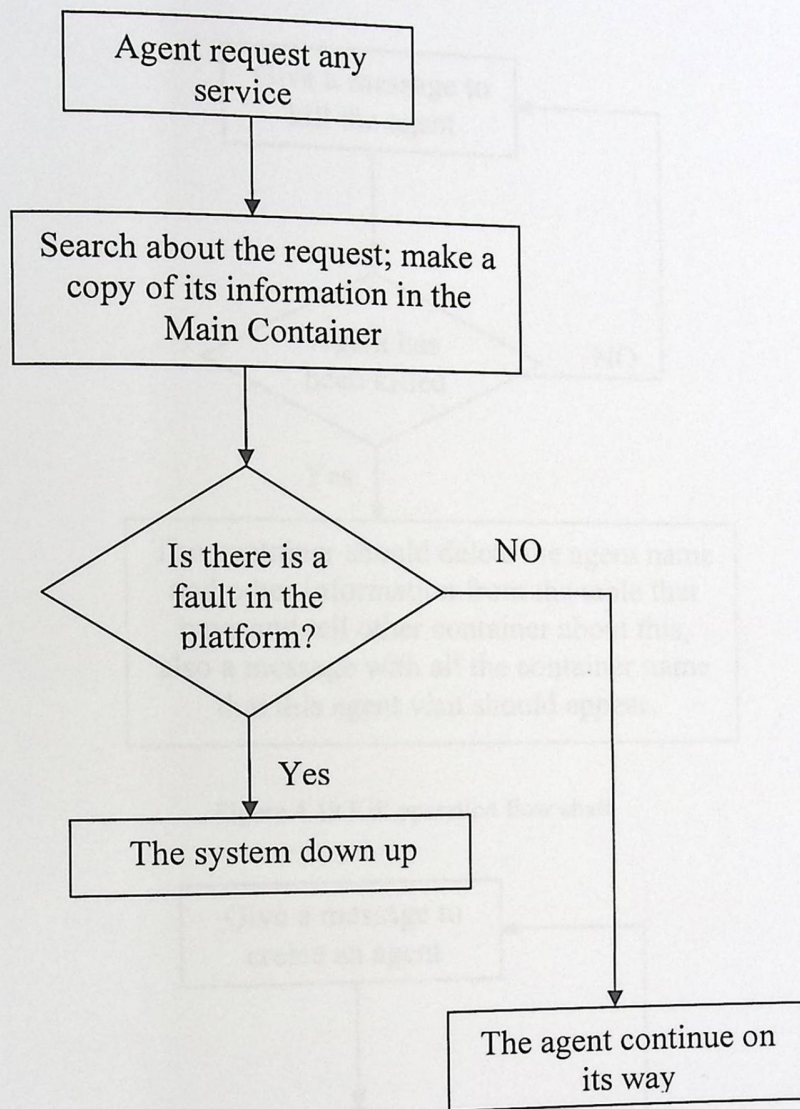 Agent request any
service
Search about the request; make a
copy of its information in the
Main Container
Is there is a
fault in the
platform?
NO
Yes
The system down up
The agent continue on
its way